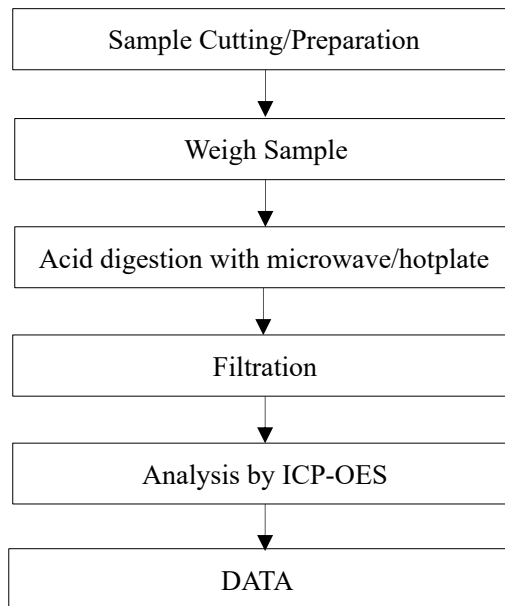 Sample Cutting/Preparation
Weigh Sample
Acid digestion with microwave/hotplate
Filtration
Analysis by ICP-OES
DATA